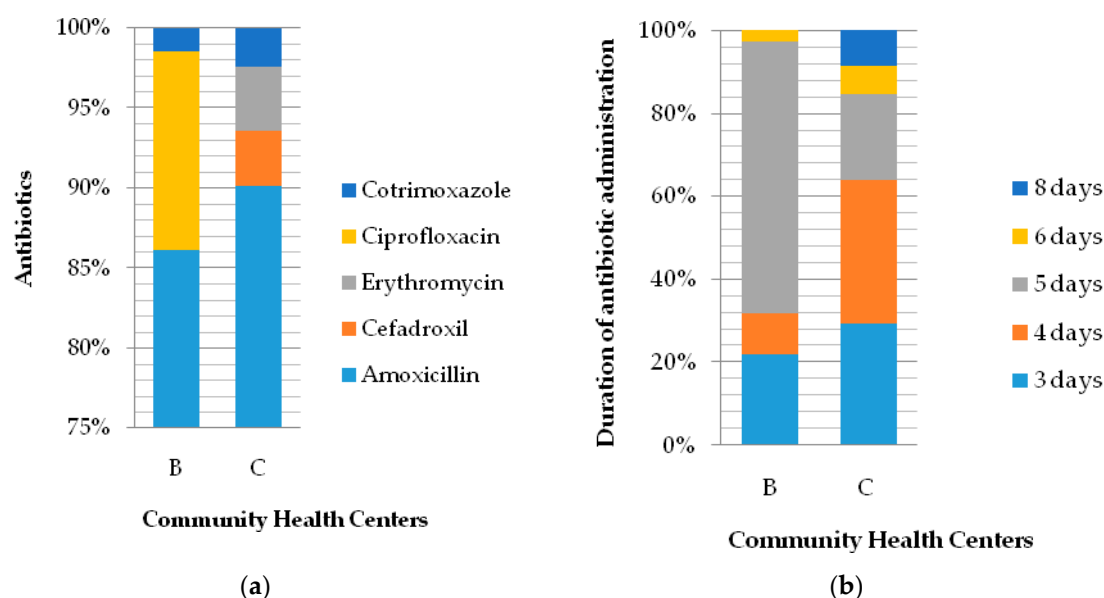 Antibiotics
100%
95%
90%
85%
80%
75%
B C
Community Health Centers
Cotrimoxazole
Ciprofloxacin
Erythromycin
Cefadroxil
Amoxicillin
(a)
Duration of antibiotic administration
100%
80%
60%
40%
20%
0%
B C
Community Health Centers
8 days
6 days
5 days
4 days
3 days
(b)